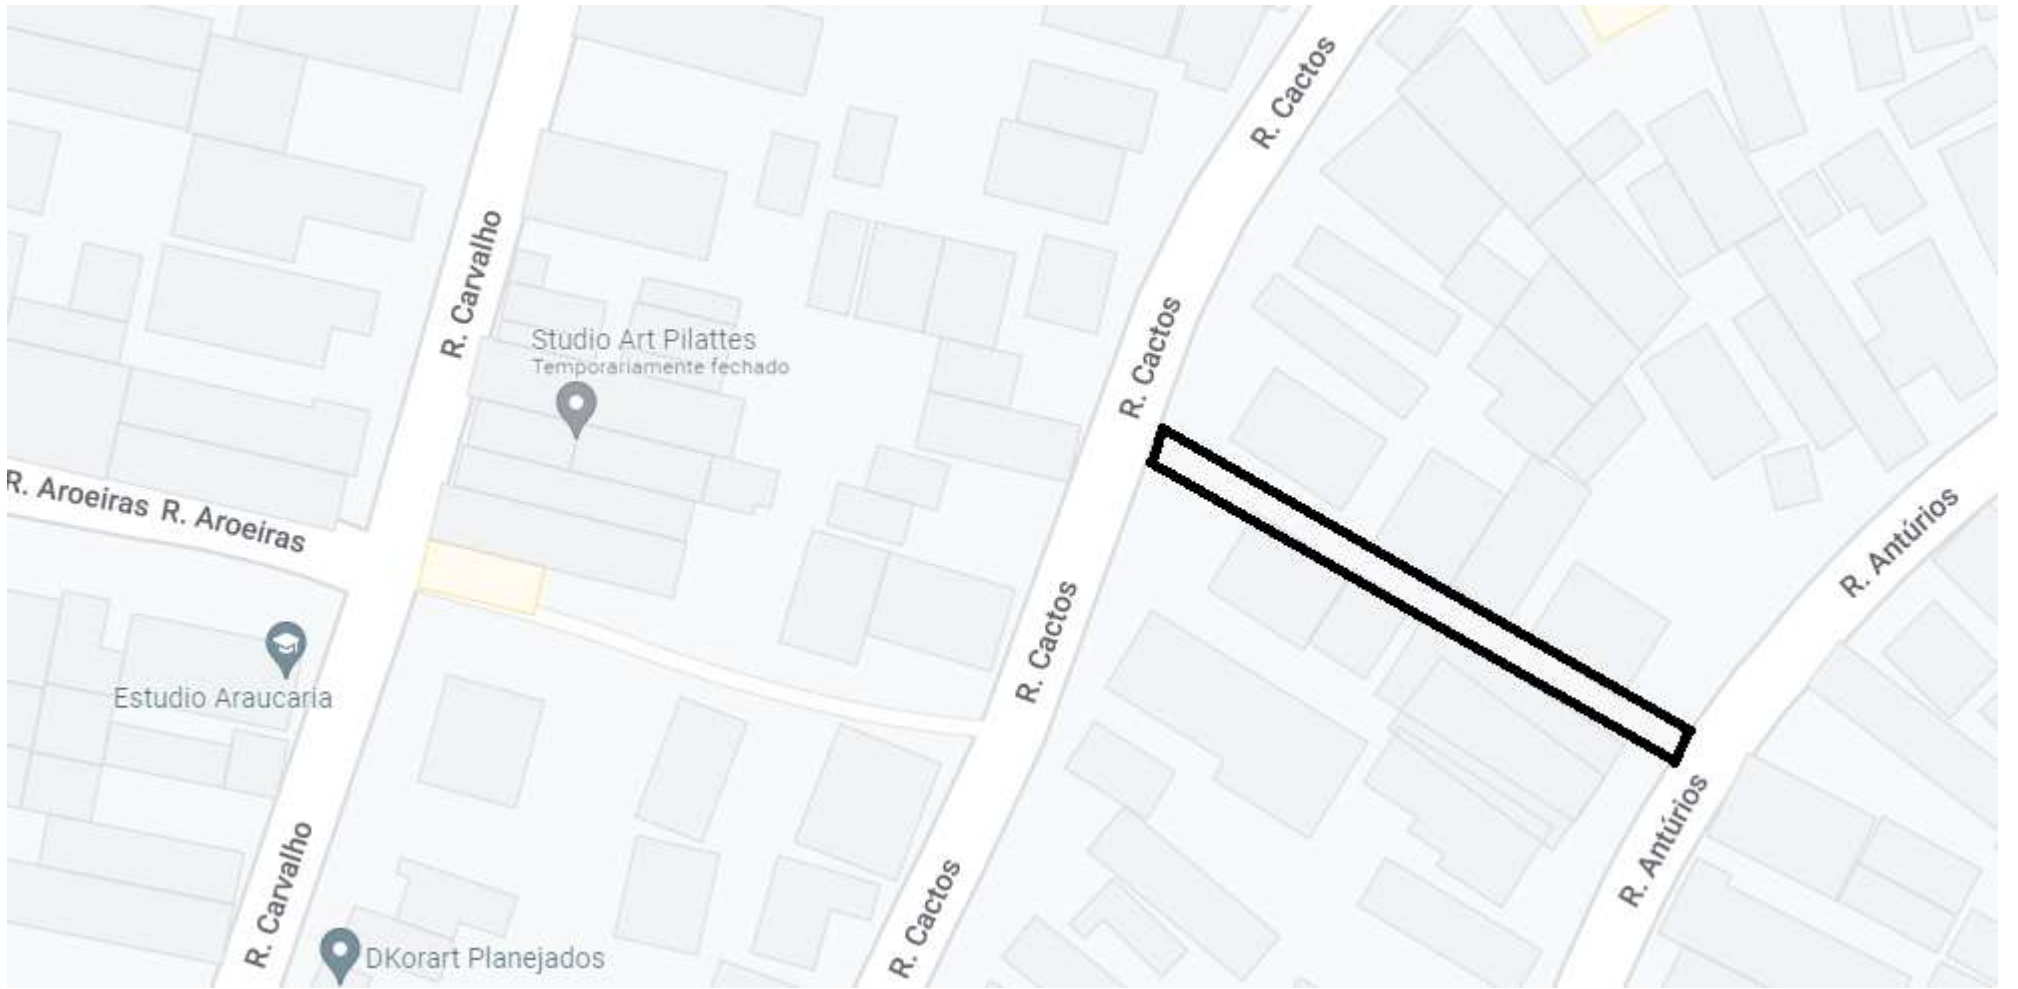 R. Cactos
R. Carvalho
R. Cactos
Studio Art Pilattes
Temporariamente fechado
R. Aroeiras R. Aroeiras
R. Antúrios
R. Cactos
Estudio Araucaria
R. Antúrios
R. Carvalho
R. Cactos
DKorart Planejados